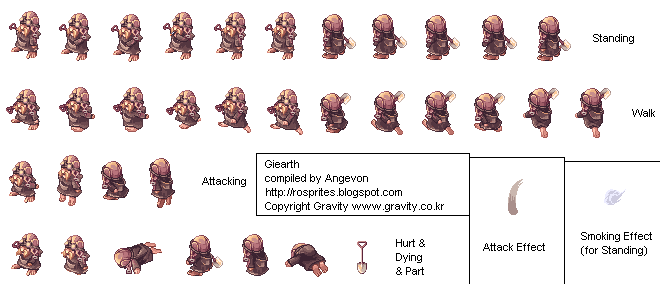 Standing
Walk
Attacking
Giearth
compiled by Angevon
http://rosprites.blogspot.com
Copyright Gravity www.gravity.co.kr
Attack Effect
Smoking Effect
(for Standing)
Hurt &
Dying
& Part